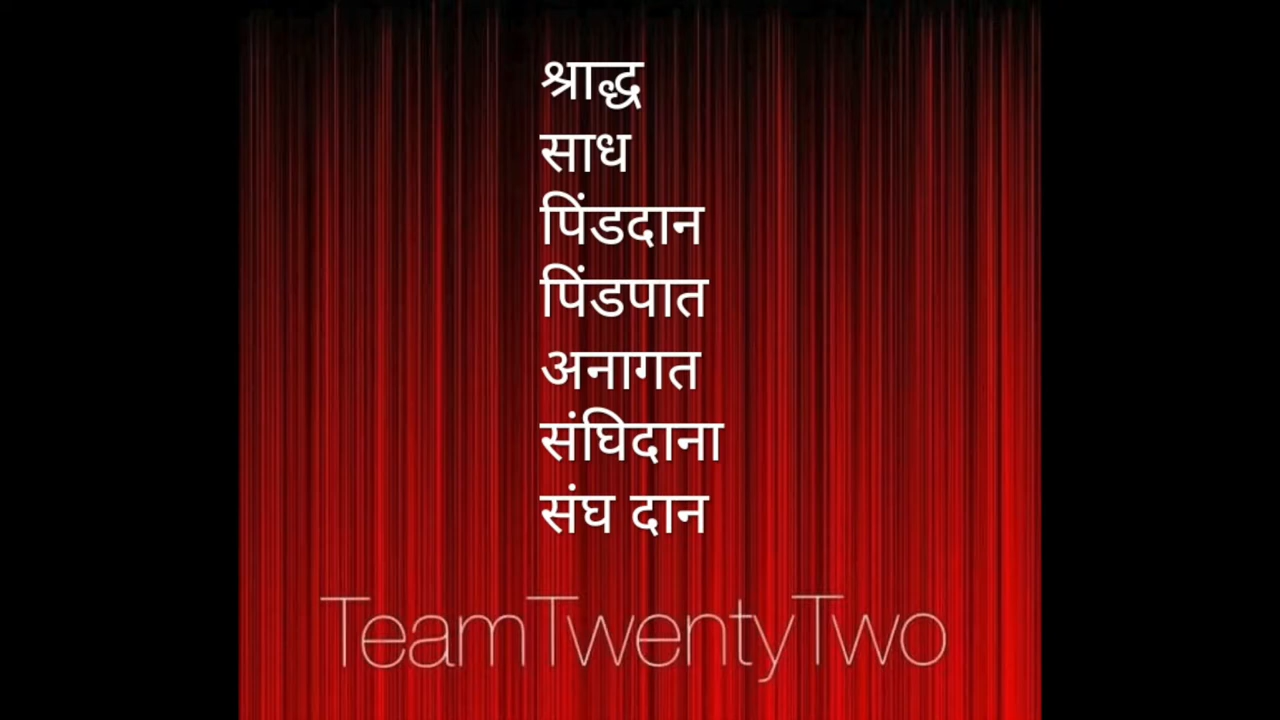 श्राद्ध
साध
पिंडदान
पिंडपात
अनागत
संघिदाना
संघ दान
TeamTwentyTwo